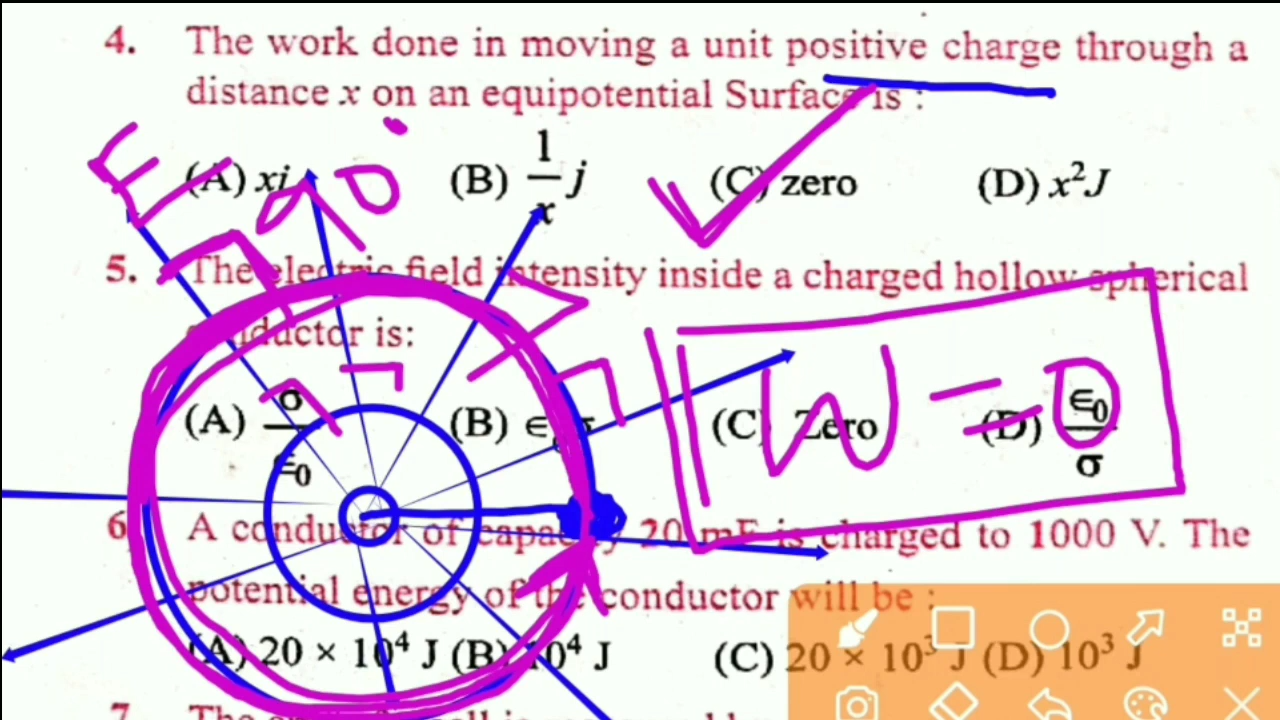 4. The work done in moving a unit positive charge through a
distance x on an equipotential Surface is :
(A) xj (B) 1/x j (C) zero (D) x²J
E 90°
5. The electric field intensity inside a charged hollow spherical
conductor is:
W = 0
(A) σ/∈0 (B) ∈0σ (C) Zero (D) ∈0/σ
6. A conductor of capacity 20 mF is charged to 1000 V. The
potential energy of the conductor will be :
(A) 20 × 10⁴ J (B) 10⁴ J (C) 20 × 10³ J (D) 10³ J
7. The